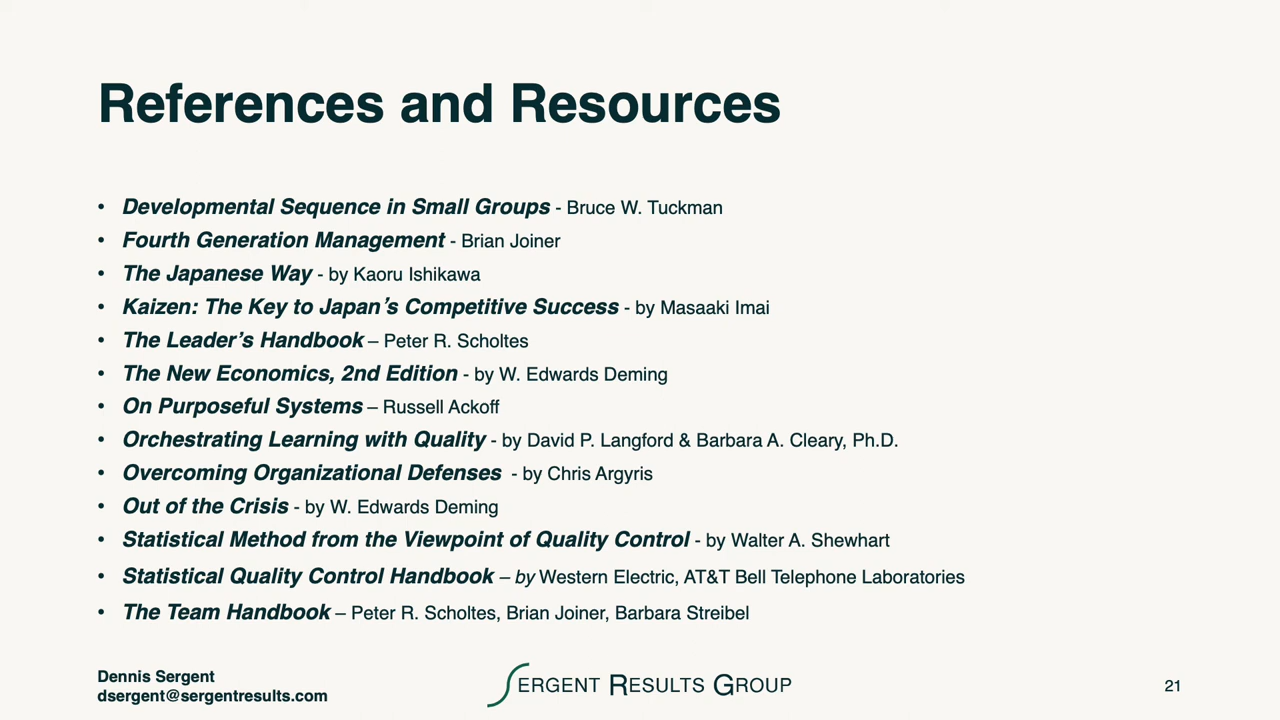 References and Resources
• Developmental Sequence in Small Groups - Bruce W. Tuckman
• Fourth Generation Management - Brian Joiner
• The Japanese Way - by Kaoru Ishikawa
• Kaizen: The Key to Japan’s Competitive Success - by Masaaki Imai
• The Leader’s Handbook – Peter R. Scholtes
• The New Economics, 2nd Edition - by W. Edwards Deming
• On Purposeful Systems – Russell Ackoff
• Orchestrating Learning with Quality - by David P. Langford & Barbara A. Cleary, Ph.D.
• Overcoming Organizational Defenses - by Chris Argyris
• Out of the Crisis - by W. Edwards Deming
• Statistical Method from the Viewpoint of Quality Control - by Walter A. Shewhart
• Statistical Quality Control Handbook – by Western Electric, AT&T Bell Telephone Laboratories
• The Team Handbook – Peter R. Scholtes, Brian Joiner, Barbara Streibel
Dennis Sergent
dsergent@sergentresults.com
SERGENT RESULTS GROUP
21